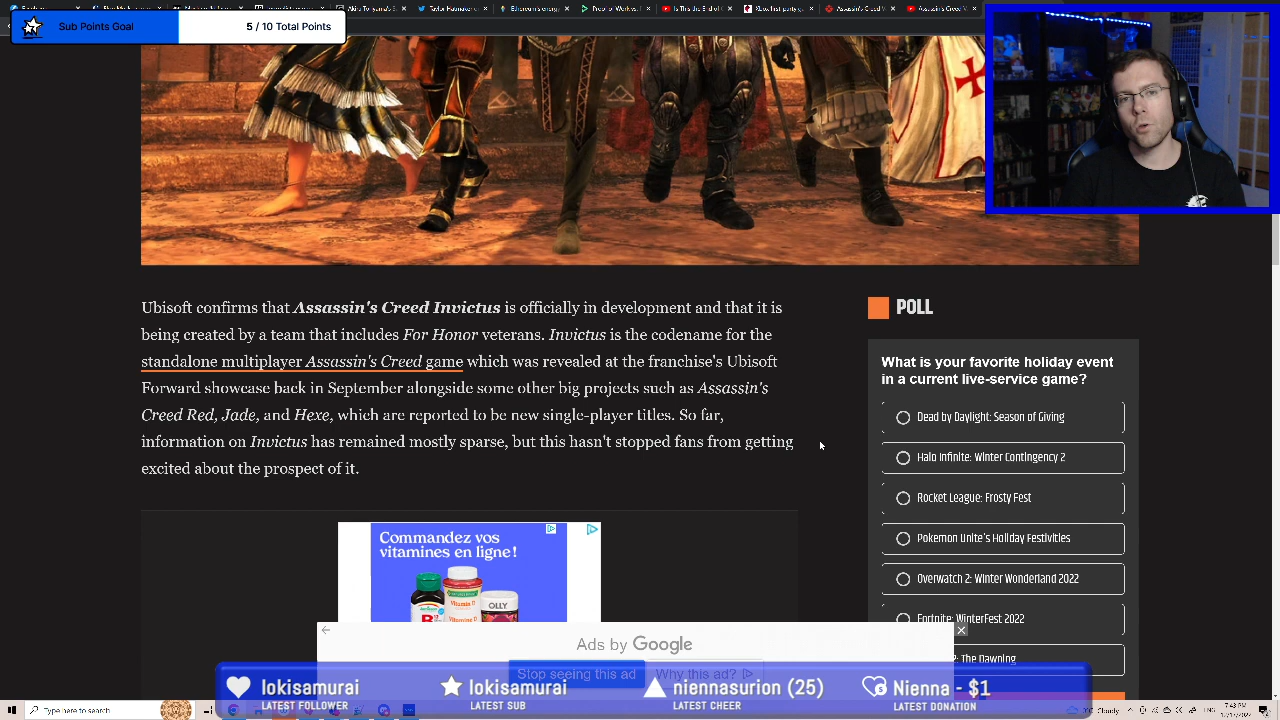 Sub Points Goal
5 / 10 Total Points
Ubisoft confirms that Assassin's Creed Invictus is officially in development and that it is
being created by a team that includes For Honor veterans. Invictus is the codename for the
standalone multiplayer Assassin's Creed game which was revealed at the franchise's Ubisoft
Forward showcase back in September alongside some other big projects such as Assassin's
Creed Red, Jade, and Hexe, which are reported to be new single-player titles. So far,
information on Invictus has remained mostly sparse, but this hasn't stopped fans from getting
excited about the prospect of it.
POLL
What is your favorite holiday event
in a current live-service game?
Dead by Daylight: Season of Giving
Halo Infinite: Winter Contingency 2
Rocket League: Frosty Fest
Pokemon Unite's Holiday Festivities
Overwatch 2: Winter Wonderland 2022
Fortnite: WinterFest 2022
The Dawning
Commandez vos
vitamines en ligne!
OLLY
Ads by Google
Stop seeing this ad
Why this ad?
lokisamurai
LATEST FOLLOWER
lokisamurai
LATEST SUB
niennasurion (25)
LATEST CHEER
Nienna - $1
LATEST DONATION
Type here to search